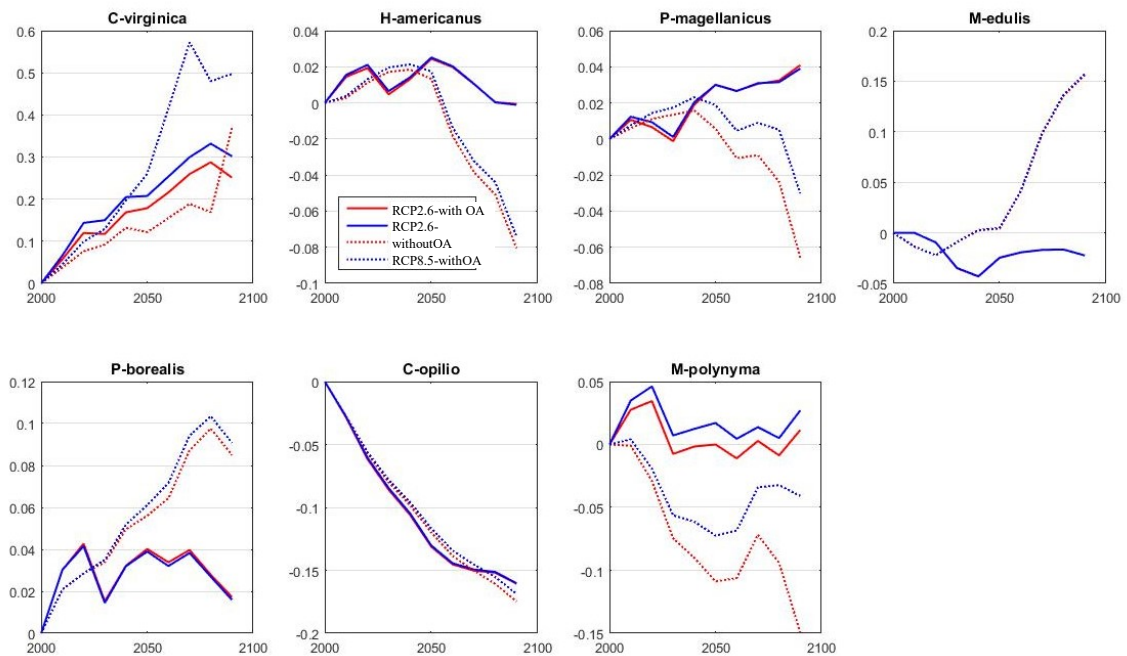 C-virginica
0.6
0.5
0.4
0.3
0.2
0.1
0
2000 2050 2100
H-americanus
0.04
0.02
0
-0.02
-0.04
-0.06
-0.08
-0.1
RCP2.6-with OA
RCP2.6-
withoutOA
RCP8.5-withOA
2000 2050 2100
P-magellanicus
0.06
0.04
0.02
0
-0.02
-0.04
-0.06
-0.08
2000 2050 2100
M-edulis
0.2
0.15
0.1
0.05
0
-0.05
2000 2050 2100
P-borealis
0.12
0.1
0.08
0.06
0.04
0.02
0
2000 2050 2100
C-opilio
0
-0.05
-0.1
-0.15
-0.2
2000 2050 2100
M-polynyma
0.05
0
-0.05
-0.1
-0.15
2000 2050 2100